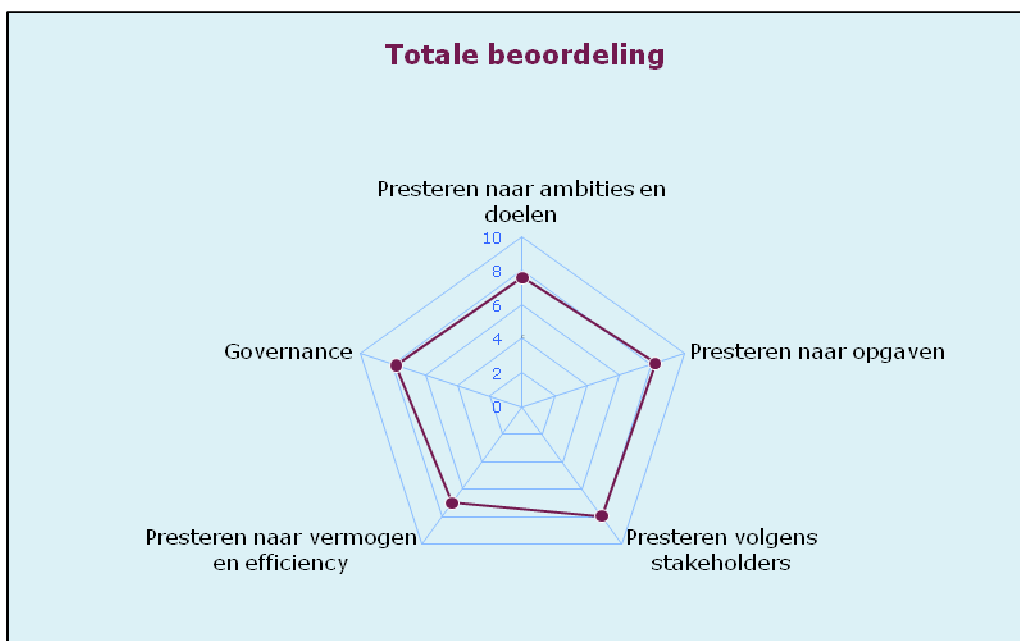 Totale beoordeling
Presteren naar ambities en
doelen
10
8
6
4
2
0
Governance
Presteren naar opgaven
Presteren naar vermogen
en efficiency
Presteren volgens
stakeholders